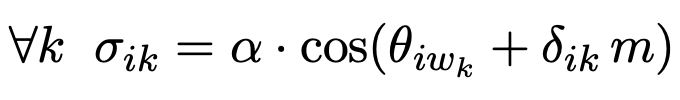 ∀k σ_{ik} = α · cos(θ_{iw_k} + δ_{ik} m)